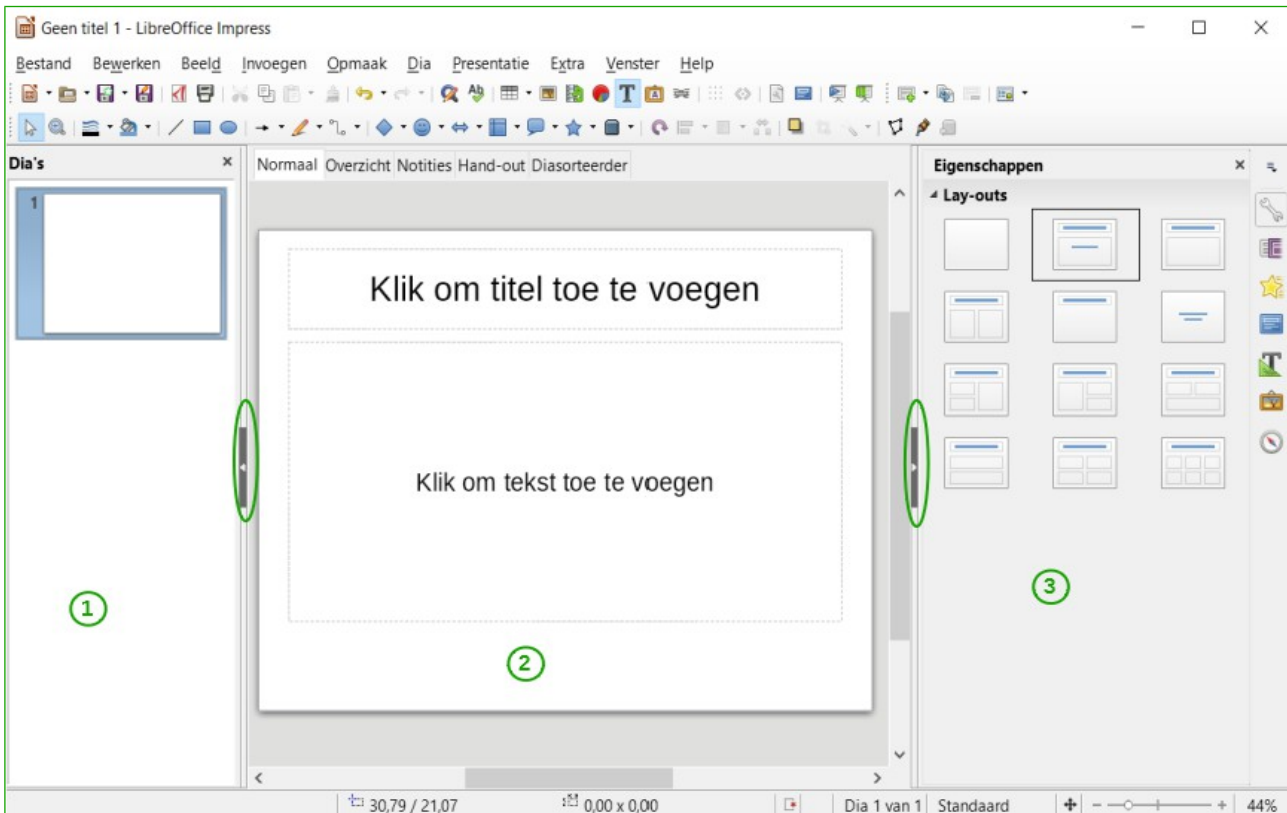 Geen titel 1 - LibreOffice Impress
Bestand Bewerken Beeld Invoegen Opmaak Dia Presentatie Extra Venster Help
Dia's
1
1
Normaal Overzicht Notities Hand-out Diasorteerder
Klik om titel toe te voegen
Klik om tekst toe te voegen
2
Eigenschappen
Lay-outs
3
30,79 / 21,07 0,00 x 0,00 Dia 1 van 1 Standaard 44%